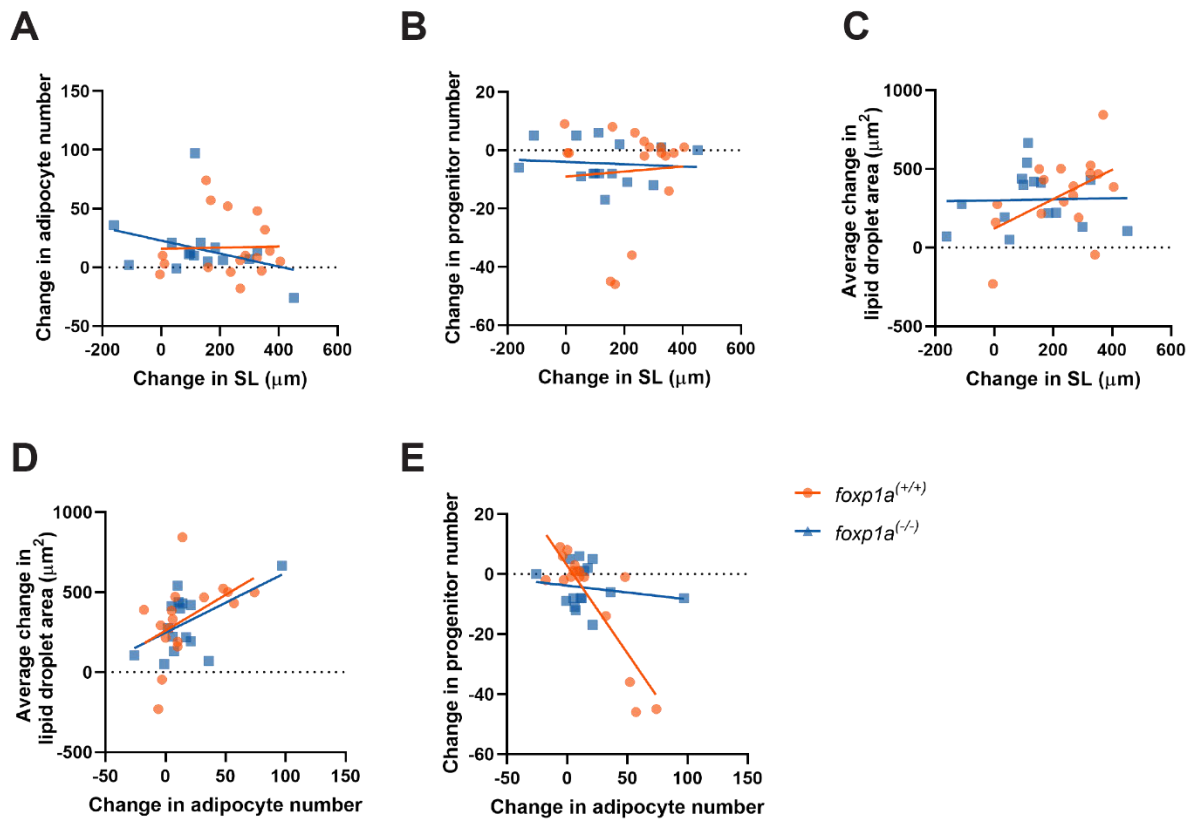 A
B
C
150
100
50
0
-50
-200
0
200
400
600
Change in adipocyte number
Change in SL (μm)
20
0
-20
-40
-60
-200
0
200
400
600
Change in progenitor number
Change in SL (μm)
1000
500
0
-500
-200
0
200
400
600
Average change in
lipid droplet area (μm²)
Change in SL (μm)
D
E
1000
500
0
-500
-50
0
50
100
150
Average change in
lipid droplet area (μm²)
Change in adipocyte number
20
0
-20
-40
-60
-50
0
50
100
150
Change in progenitor number
Change in adipocyte number
foxp1a(+/+)
foxp1a(-/-)